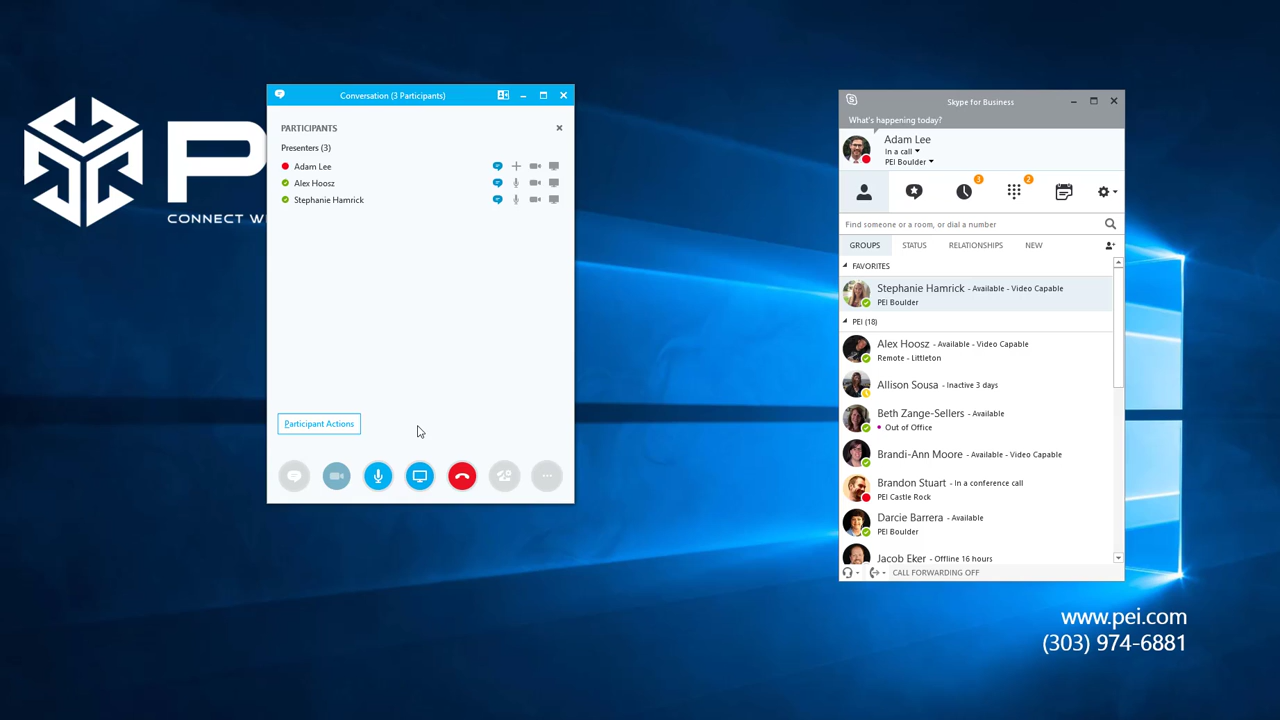 CONNECT WI
Conversation (3 Participants)
PARTICIPANTS
Presenters (3)
Adam Lee
Alex Hoosz
Stephanie Hamrick
Participant Actions
Skype for Business
What's happening today?
Adam Lee
In a call
PEI Boulder
3
2
Find someone or a room, or dial a number
GROUPS STATUS RELATIONSHIPS NEW
FAVORITES
Stephanie Hamrick - Available - Video Capable
PEI Boulder
PEI (18)
Alex Hoosz - Available - Video Capable
Remote - Littleton
Allison Sousa - Inactive 3 days
Beth Zange-Sellers - Available
Out of Office
Brandi-Ann Moore - Available - Video Capable
Brandon Stuart - In a conference call
PEI Castle Rock
Darcie Barrera - Available
PEI Boulder
Jacob Eker - Offline 16 hours
CALL FORWARDING OFF
www.pei.com
(303) 974-6881